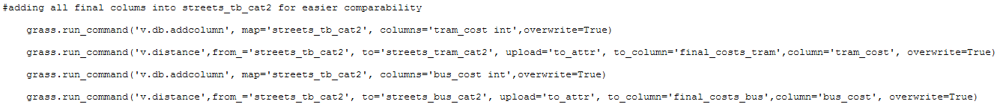 #adding all final colums into streets_tb_cat2 for easier comparability
grass.run_command('v.db.addcolumn', map='streets_tb_cat2', columns='tram_cost int',overwrite=True)
grass.run_command('v.distance',from_='streets_tb_cat2', to='streets_tram_cat2', upload='to_attr', to_column='final_costs_tram',column='tram_cost', overwrite=True)
grass.run_command('v.db.addcolumn', map='streets_tb_cat2', columns='bus_cost int',overwrite=True)
grass.run_command('v.distance',from_='streets_tb_cat2', to='streets_bus_cat2', upload='to_attr', to_column='final_costs_bus',column='bus_cost', overwrite=True)